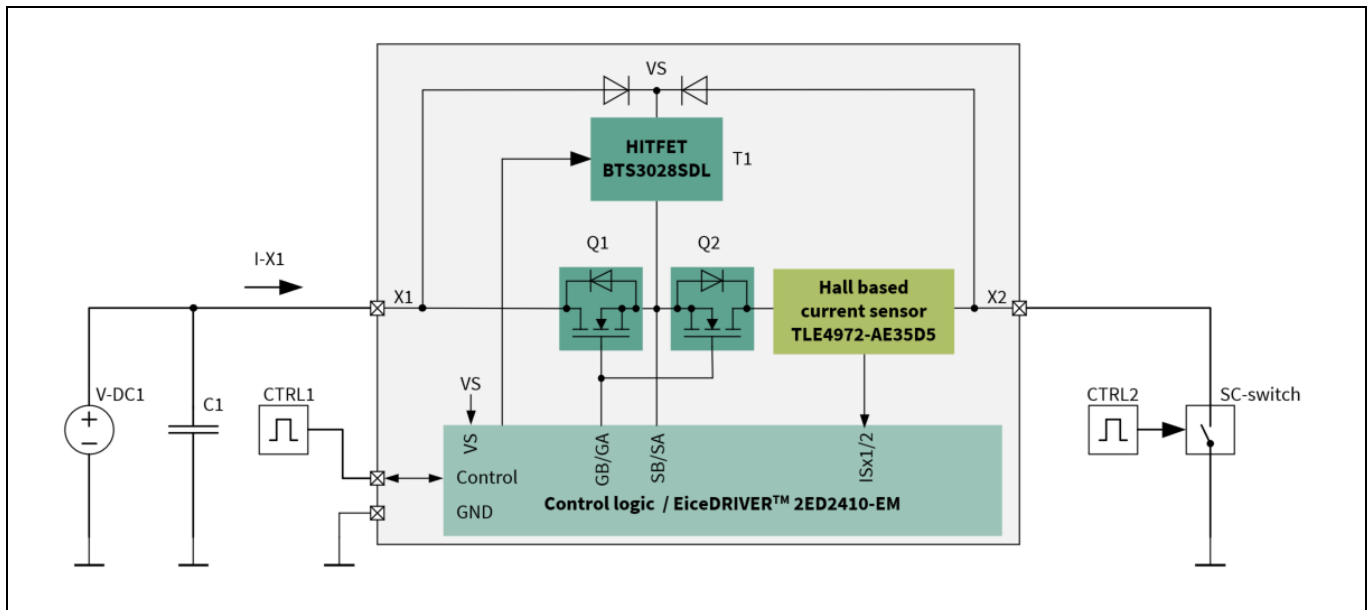 VS
HITFET
BTS3028SDL
T1
Q1
Q2
I-X1
X1
Hall based
current sensor
TLE4972-AE35D5
X2
V-DC1
C1
CTRL1
VS
CTRL2
SC-switch
VS
GB/GA
SB/SA
ISx1/2
Control
Control logic / EiceDRIVER™ 2ED2410-EM
GND